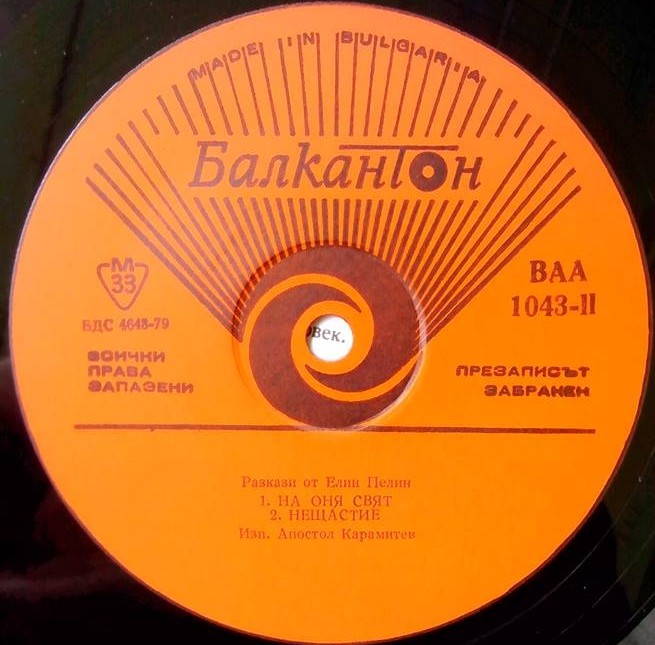 MADE IN BULGARIA
Балкантон
М
33
БДС 4648-79
ВСИЧКИ
ПРАВА
ЗАПАЗЕНИ
ВАА
1043-II
ПРЕЗАПИСЪТ
ЗАБРАНЕН
век.
Разкази от Елин Пелин
1. НА ОНЯ СВЯТ
2. НЕЩАСТИЕ
Изп. Апостол Карамитев